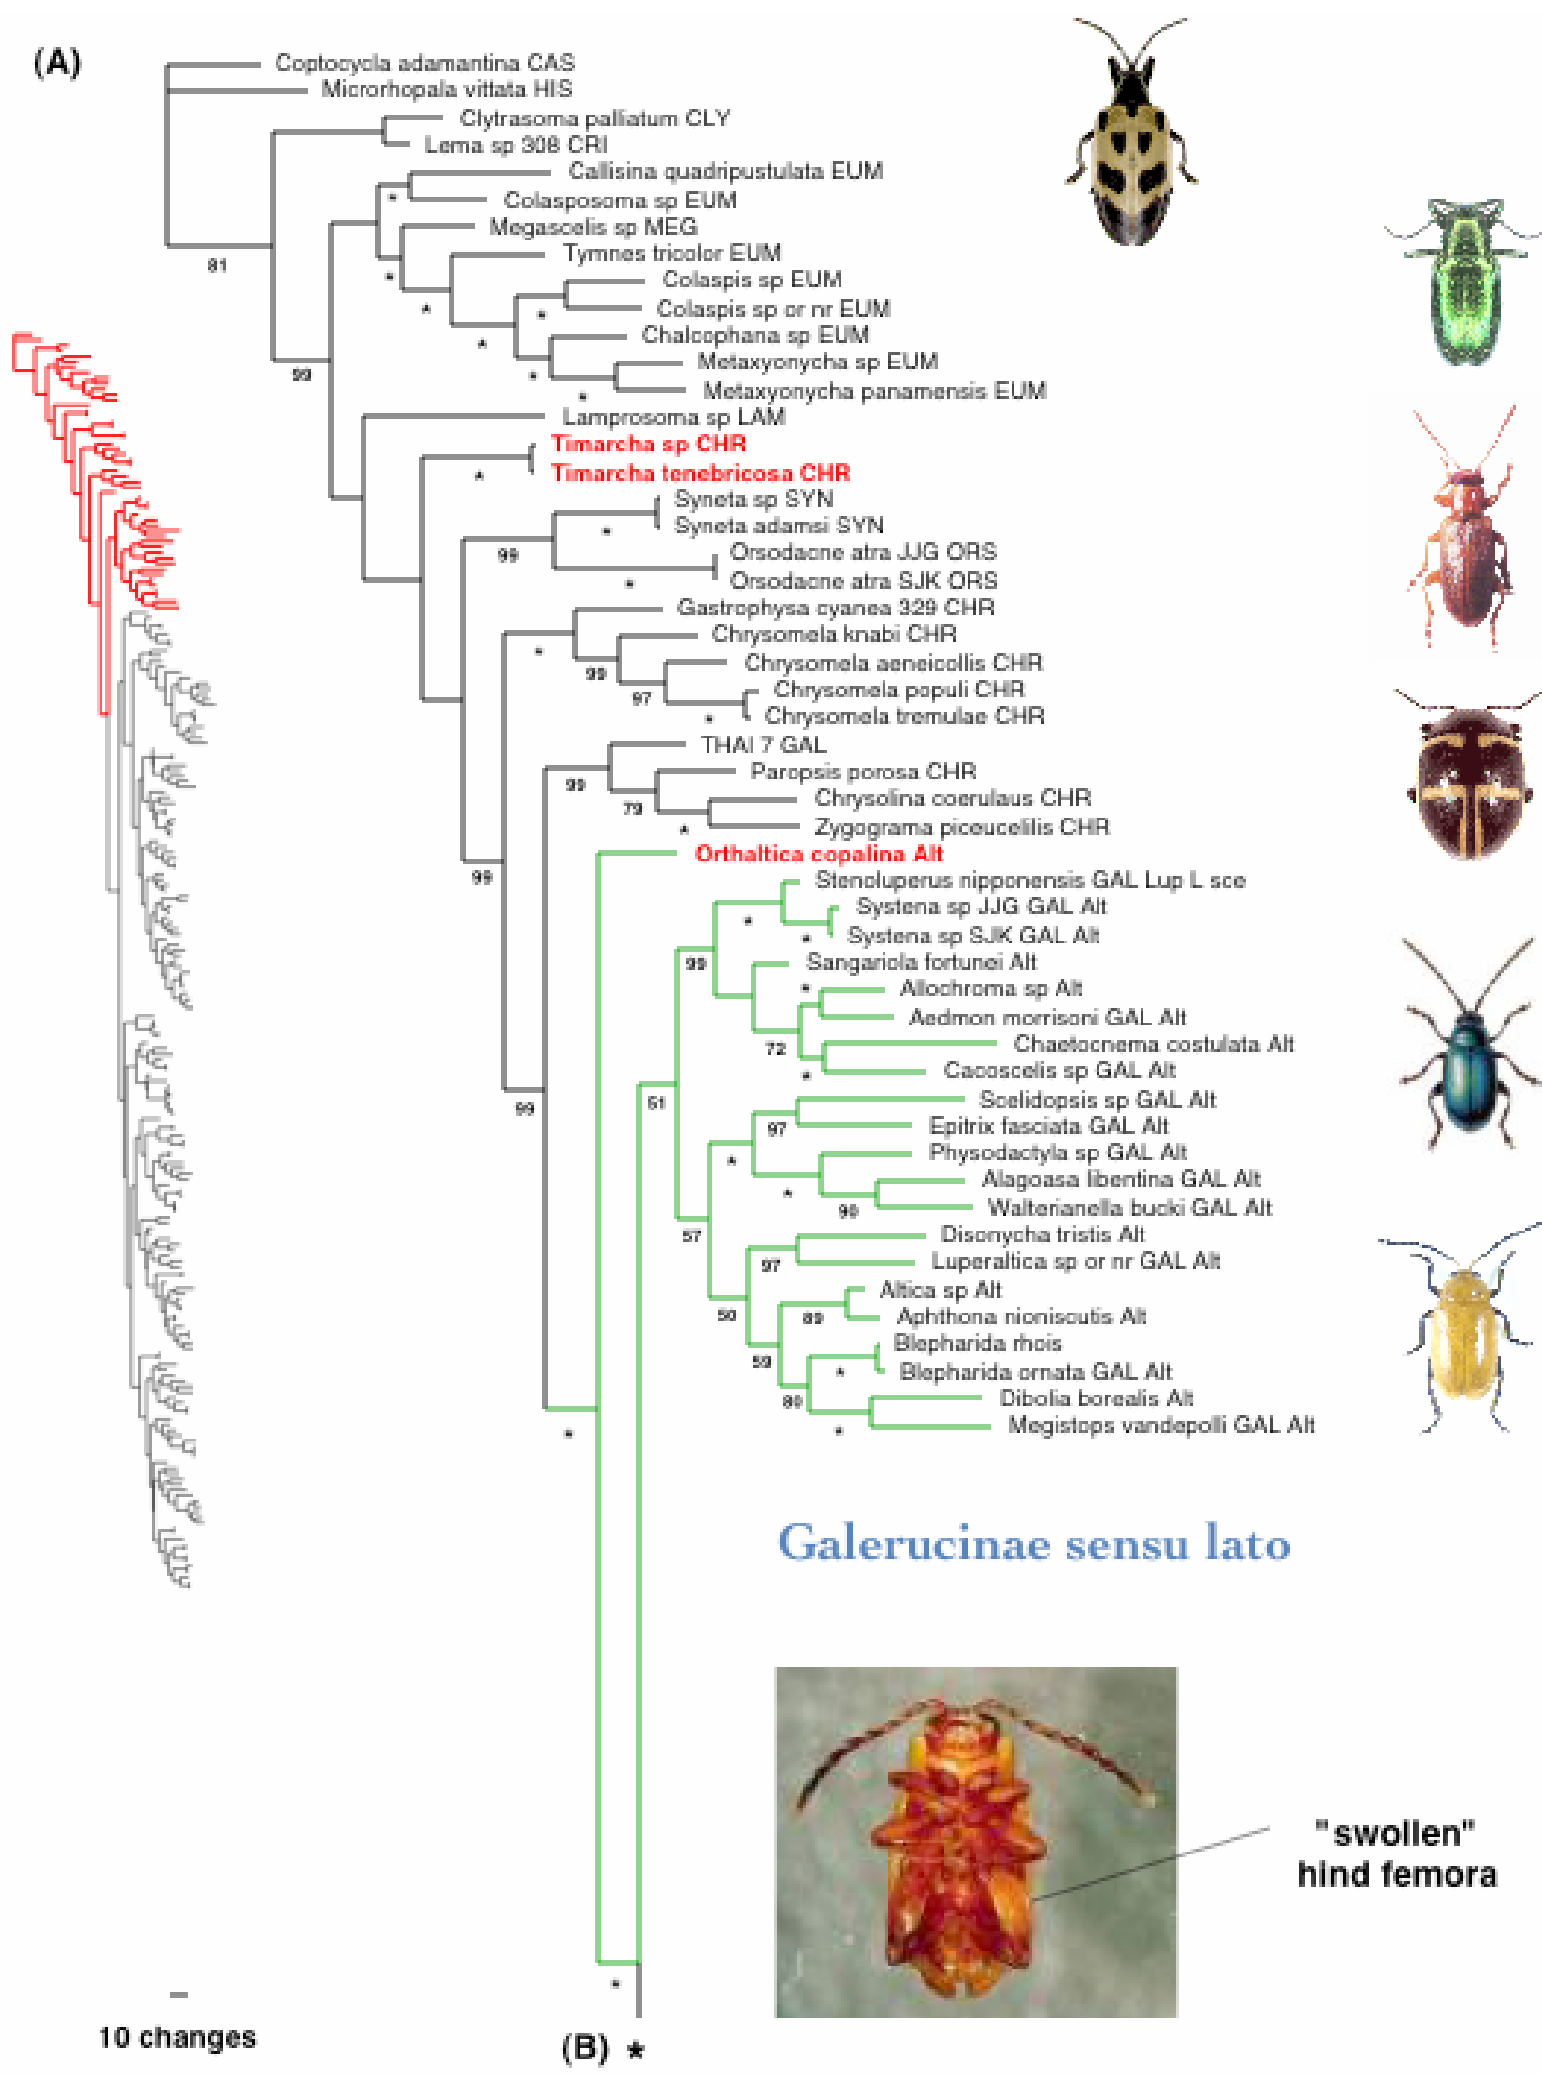 (A)
Coptocycla adamantina CAS
Microrhopala vittata HIS
Clytrasoma palliatum CLY
Lema sp 308 CRI
Callisina quadripustulata EUM
*
Colasposoma sp EUM
Megascelis sp MEG
Tymnes tricolor EUM
81
*
Colaspis sp EUM
*
*
Colaspis sp or nr EUM
Chalcophana sp EUM
*
Metaxyonycha sp EUM
99
*
Metaxyonycha panamensis EUM
*
Lamprosoma sp LAM
Timarcha sp CHR
*
Timarcha tenebricosa CHR
Syneta sp SYN
*
Syneta adamsi SYN
99
Orsodacne atra JJG ORS
*
Orsodacne atra SJK ORS
Gastrophysa cyanea 329 CHR
Chrysomela knabi CHR
*
Chrysomela aeneicollis CHR
99
97
Chrysomela populi CHR
*
Chrysomela tremulae CHR
THAI 7 GAL
Paropsis porosa CHR
99
Chrysolina coerulaus CHR
79
*
Zygograma piceucelilis CHR
Orthaltica copalina Alt
99
Stenoluperus nipponensis GAL Lup L sce
Systena sp JJG GAL Alt
*
*
Systena sp SJK GAL Alt
99
Sangariola fortunei Alt
*
Allochroma sp Alt
Aedmon morrisoni GAL Alt
72
Chaetocnema costulata Alt
*
Cacoscelis sp GAL Alt
99
51
Scelidopsis sp GAL Alt
97
Epitrix fasciata GAL Alt
*
Physodactyla sp GAL Alt
*
Alagoasa libentina GAL Alt
90
Walterianella bucki GAL Alt
57
Disonycha tristis Alt
97
Luperaltica sp or nr GAL Alt
Altica sp Alt
50
89
Aphthona nioniscutis Alt
Blepharida rhois
59
*
Blepharida ornata GAL Alt
80
Dibolia borealis Alt
*
*
Megistops vandepolli GAL Alt
Galerucinae sensu lato
"swollen"
hind femora
*
10 changes
(B) *